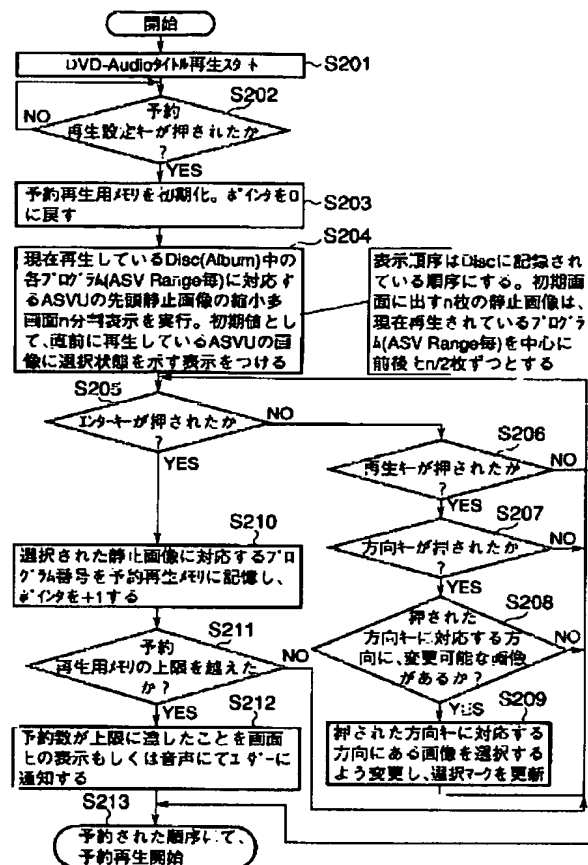 開始
DVD-Audioタイトル再生スタート
S201
S202
予約
再生設定キーが押されたか
?
NO
YES
予約再生用メモリを初期化。ポインタを0
に戻す
S203
S204
現在再生しているDisc(Album)中の
各プログラム(ASV Range毎)に対応す
るASVUの先頭静止画像の縮小多
画面n分割表示を実行。初期値とし
て、直前に再生しているASVUの画
像に選択状態を示す表示をつける
表示順序はDiscに記録され
ている順序にする。初期画
面に出すn枚の静止画像は、
現在再生されているプログラ
ム(ASV Range毎)を中心に
前後にn/2枚ずつとする
S205
エンターキーが押されたか
?
NO
YES
S206
再生キーが押されたか
?
NO
YES
S207
方向キーが押されたか
?
NO
YES
S208
押された
方向キーに対応する方
向に、変更可能な画像
があるか?
NO
YES
S209
押された方向キーに対応する
方向にある画像を選択する
よう変更し、選択マークを更新
S210
選択された静止画像に対応するプロ
グラム番号を予約再生メモリに記憶し、
ポインタを+1する
S211
予約
再生用メモリの上限を越えた
か?
NO
YES
S212
予約数が上限に達したことを画面
上の表示もしくは音声にてユーザーに
通知する
S213
予約された順序にて、
予約再生開始